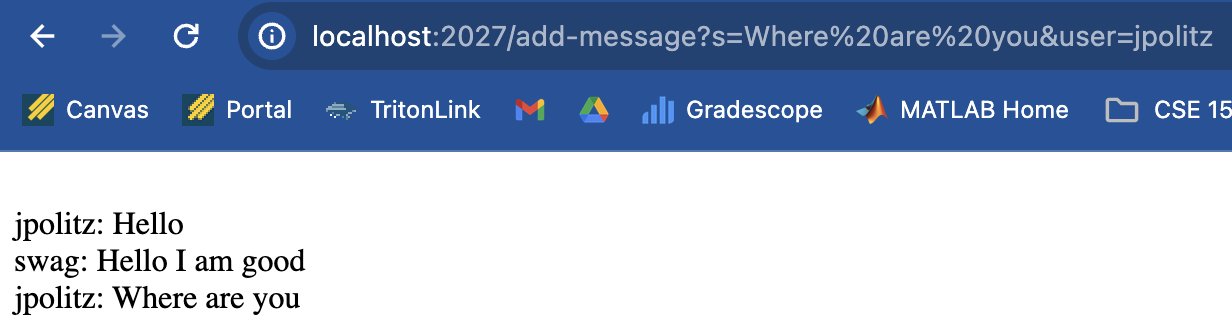 localhost:2027/add-message?s=Where%20are%20you&user=jpolitz
Canvas Portal TritonLink Gradescope MATLAB Home CSE 15
jpolitz: Hello
swag: Hello I am good
jpolitz: Where are you